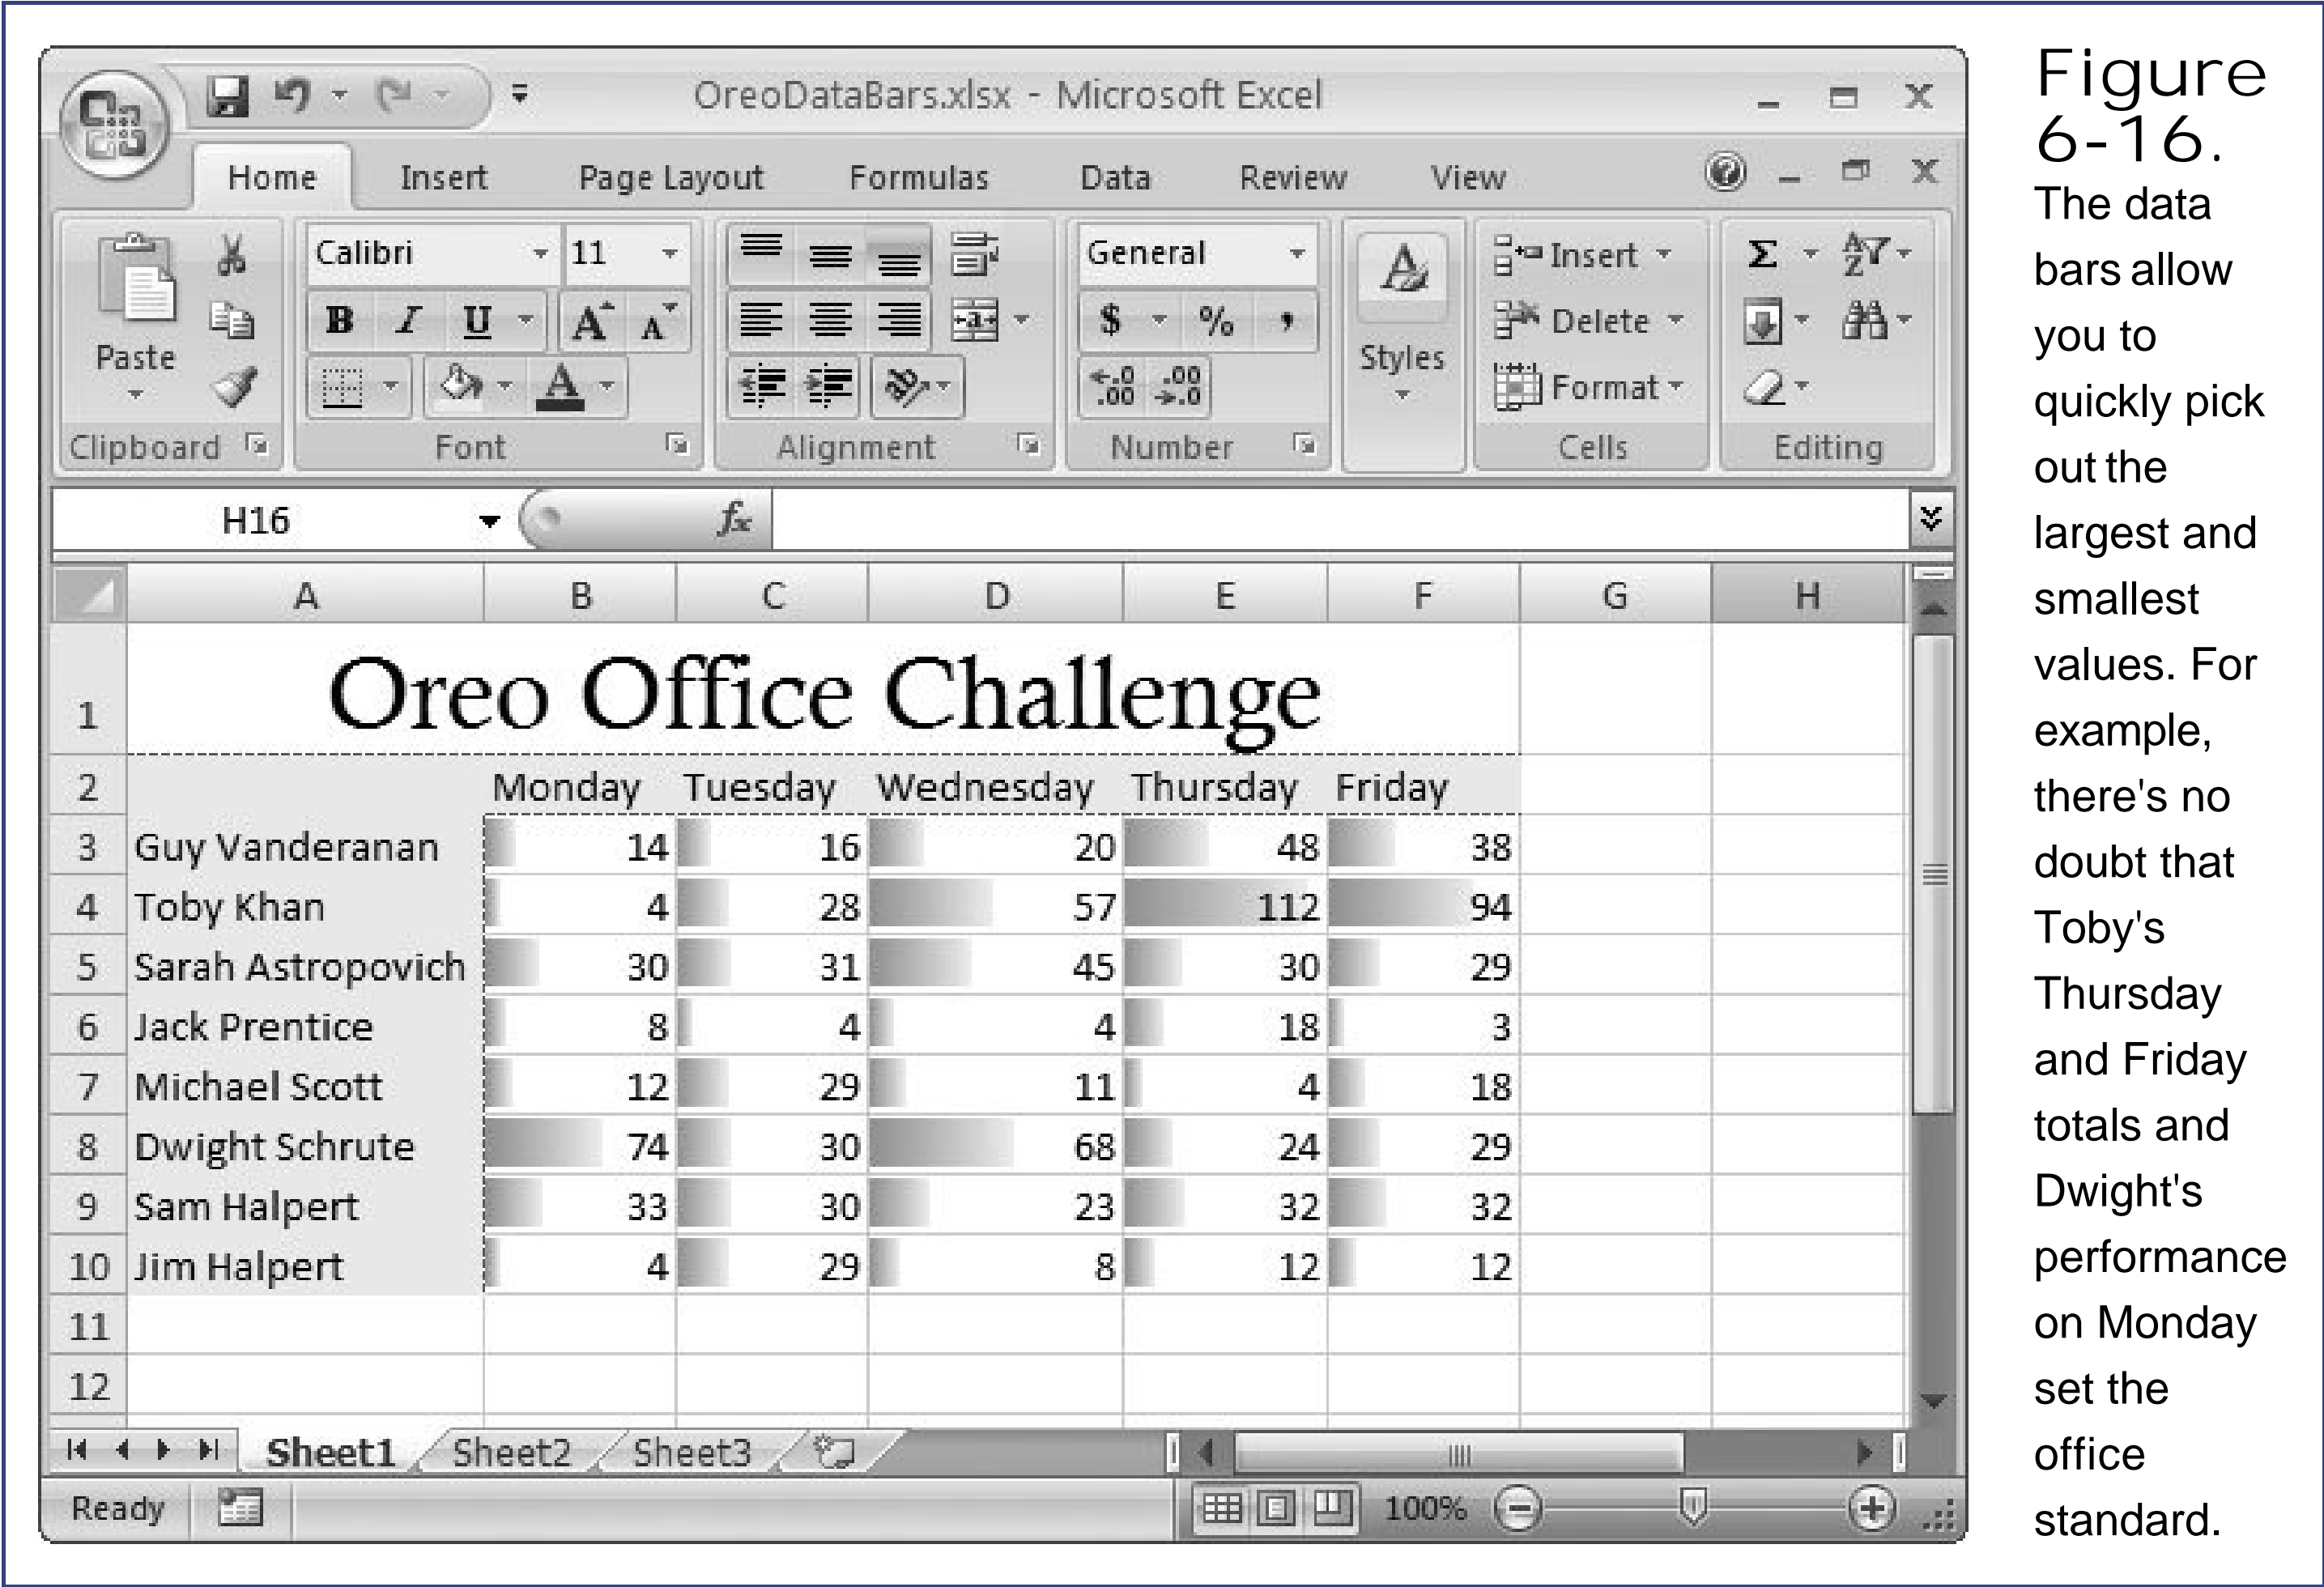 OreoDataBars.xlsx - Microsoft Excel
Home Insert Page Layout Formulas Data Review View
Calibri 11 General Insert Σ
B I U A A $ % , Delete
Paste Styles Format
Clipboard Font Alignment Number Cells Editing
H16 fx
A B C D E F G H
1 Oreo Office Challenge
2 Monday Tuesday Wednesday Thursday Friday
3 Guy Vanderanan 14 16 20 48 38
4 Toby Khan 4 28 57 112 94
5 Sarah Astropovich 30 31 45 30 29
6 Jack Prentice 8 4 4 18 3
7 Michael Scott 12 29 11 4 18
8 Dwight Schrute 74 30 68 24 29
9 Sam Halpert 33 30 23 32 32
10 Jim Halpert 4 29 8 12 12
11
12
Sheet1 Sheet2 Sheet3
Ready 100%
Figure
6-16.
The data
bars allow
you to
quickly pick
out the
largest and
smallest
values. For
example,
there's no
doubt that
Toby's
Thursday
and Friday
totals and
Dwight's
performance
on Monday
set the
office
standard.